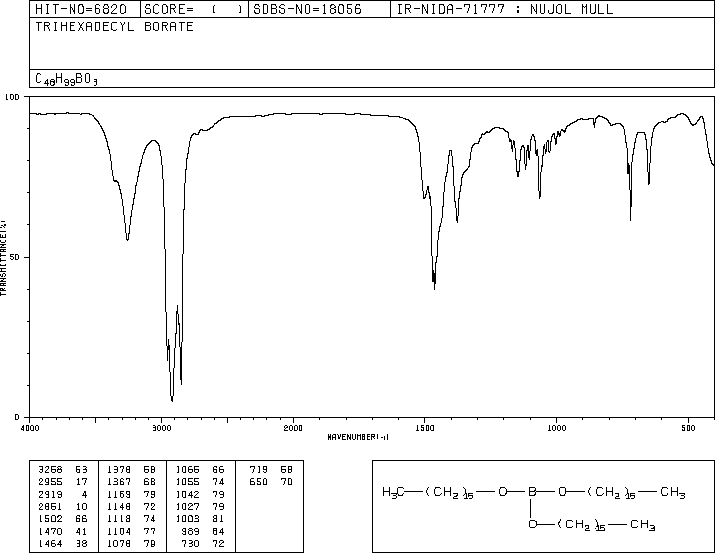 HIT-NO=6820 SCORE= ( ) SDBS-NO=18056 IR-NIDA-71777 : NUJOL MULL
TRIHEXADECYL BORATE
C48H99BO3
100
50
0
TRANSMITTANCE(%)
4000 3000 2000 1500 1000 500
WAVENUMBER(-1)
3268 53 1378 58 1066 66 719 58
2955 17 1367 68 1055 74 650 70
2919 4 1169 79 1042 79
2851 10 1148 72 1027 79
1502 66 1118 74 1003 81
1470 41 1104 77 989 84
1464 38 1078 79 730 72
H3C—(CH2)15—O—B—O—(CH2)15—CH3
O—(CH2)15—CH3